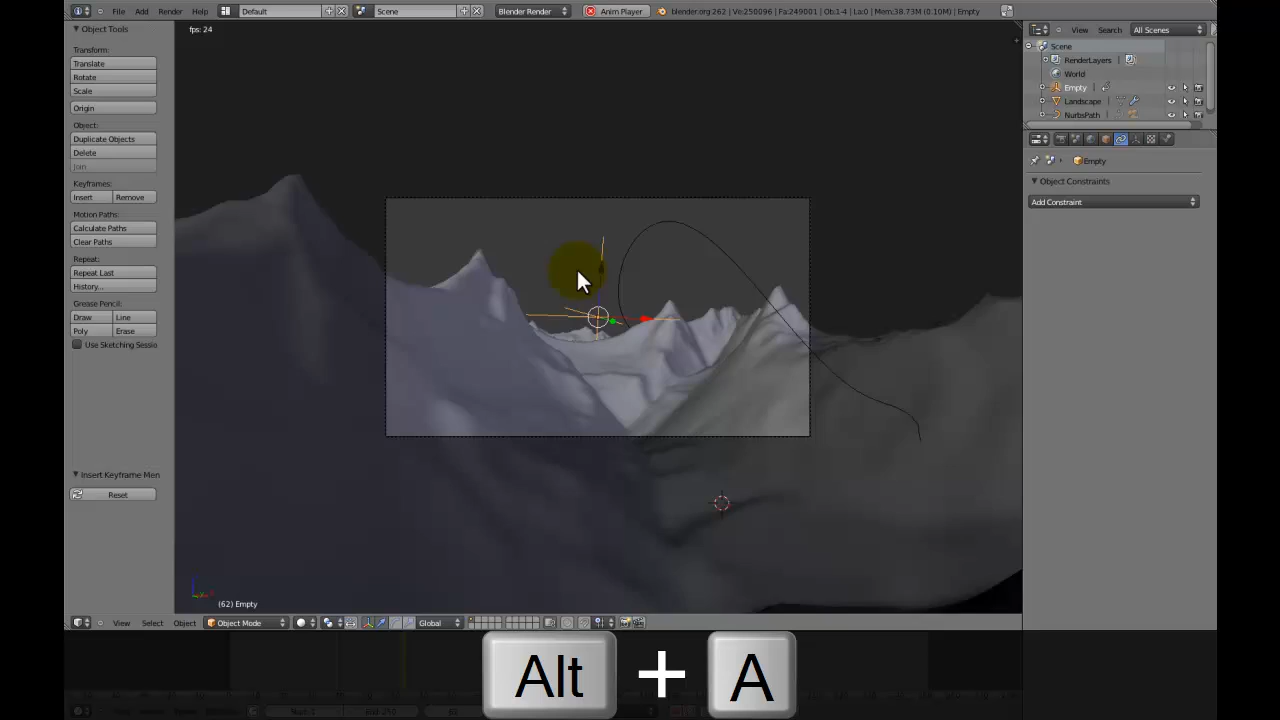 File Add Render Help Default Scene Blender Render Anim Player blender.org:262 | Ve:250096 | Fa:249001 | Ob:1-4 | La:0 | Mem:38.73M (0.10M) | Empty
Object Tools
Transform:
Translate
Rotate
Scale
Origin
Object:
Duplicate Objects
Delete
Join
Keyframes:
Insert Remove
Motion Paths:
Calculate Paths
Clear Paths
Repeat:
Repeat Last
History...
Grease Pencil:
Draw Line
Poly Erase
Use Sketching Sessio
Insert Keyframe Men
Reset
fps: 24
(62) Empty
View Search All Scenes
Scene
RenderLayers |
World
Empty |
Landscape
NurbsPath
Empty
Object Constraints
Add Constraint
View Select Object Object Mode Global
Alt + A